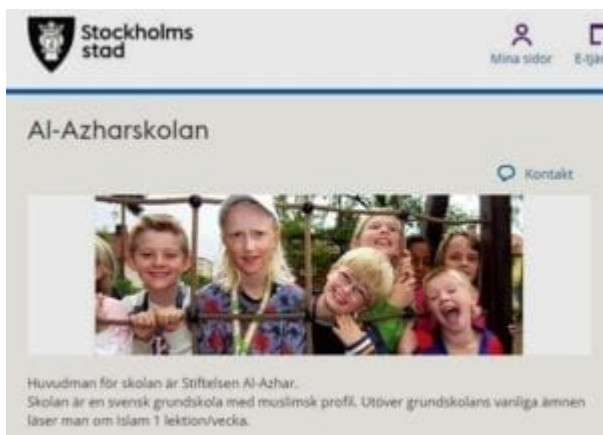 Stockholms
stad
Mina sidor
Al-Azharskolan
Kontakt
Huvudman för skolan är Stiftelsen Al-Azhar.
Skolan är en svensk grundskola med muslimsk profil. Utöver grundskolans vanliga ämnen
läser man om Islam 1 lektion/vecka.